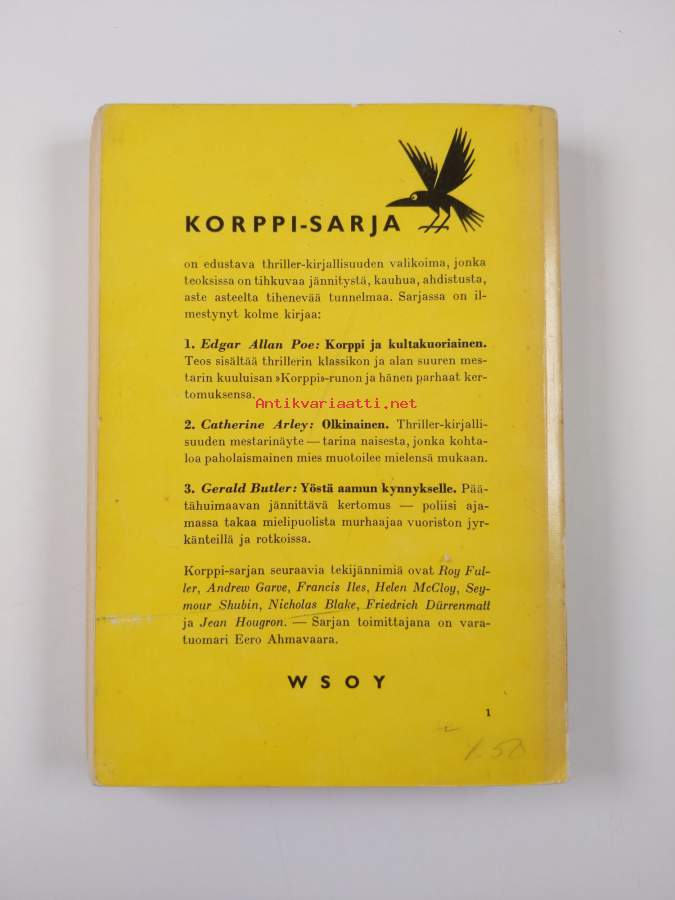 KORPPI-SARJA
on edustava thriller-kirjallisuuden valikoima, jonka
teoksissa on tihkuvaa jännitystä, kauhua, ahdistusta,
aste asteelta tihenevää tunnelmaa. Sarjassa on il-
mestynyt kolme kirjaa:
1. Edgar Allan Poe: Korppi ja kultakuoriainen.
Teos sisältää thrillerin klassikon ja alan suuren mes-
tarin kuuluisan »Korppi»-runon ja hänen parhaat ker-
tomuksensa.
Antikvariaatti.net
2. Catherine Arley: Olkinainen. Thriller-kirjalli-
suuden mestarinäyte — tarina naisesta, jonka kohta-
loa paholaismainen mies muotoilee mielensä mukaan.
3. Gerald Butler: Yöstä aamun kynnykselle. Pää-
tähuimaavan jännittävä kertomus — poliisi aja-
massa takaa mielipuolista murhaajaa vuoriston jyr-
känteillä ja rotkoissa.
Korppi-sarjan seuraavia tekijännimiä ovat Roy Ful-
ler, Andrew Garve, Francis Iles, Helen McCloy, Sey-
mour Shubin, Nicholas Blake, Friedrich Dürrenmatt
ja Jean Hougron. — Sarjan toimittajana on vara-
tuomari Eero Ahmavaara.
WSOY
1